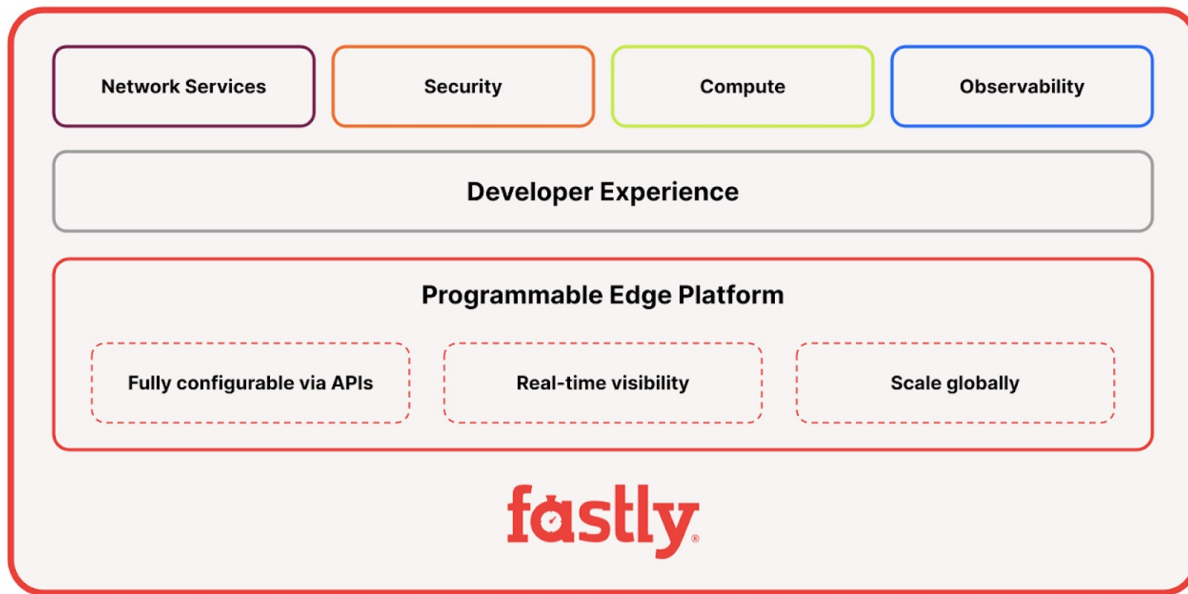 Network Services
Security
Compute
Observability
Developer Experience
Programmable Edge Platform
Fully configurable via APIs
Real-time visibility
Scale globally
fastly®